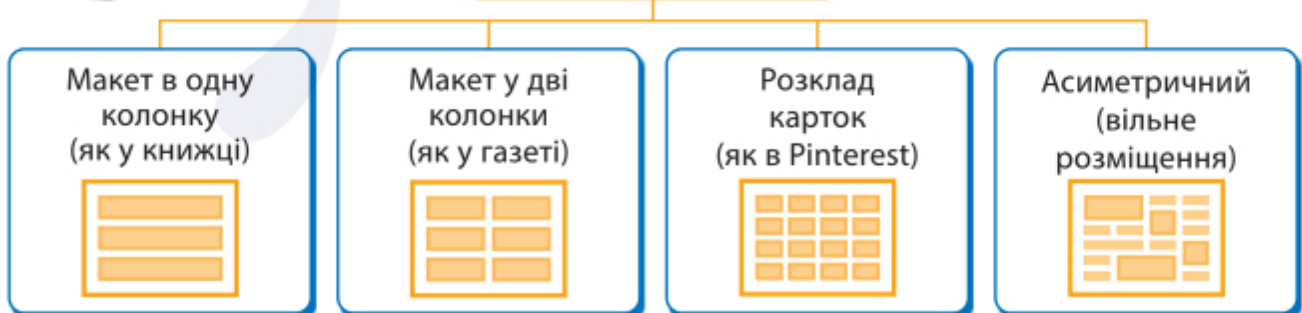 Макет в одну
колонку
(як у книжці)
Макет у дві
колонки
(як у газеті)
Розклад
карток
(як в Pinterest)
Асиметричний
(вільне
розміщення)